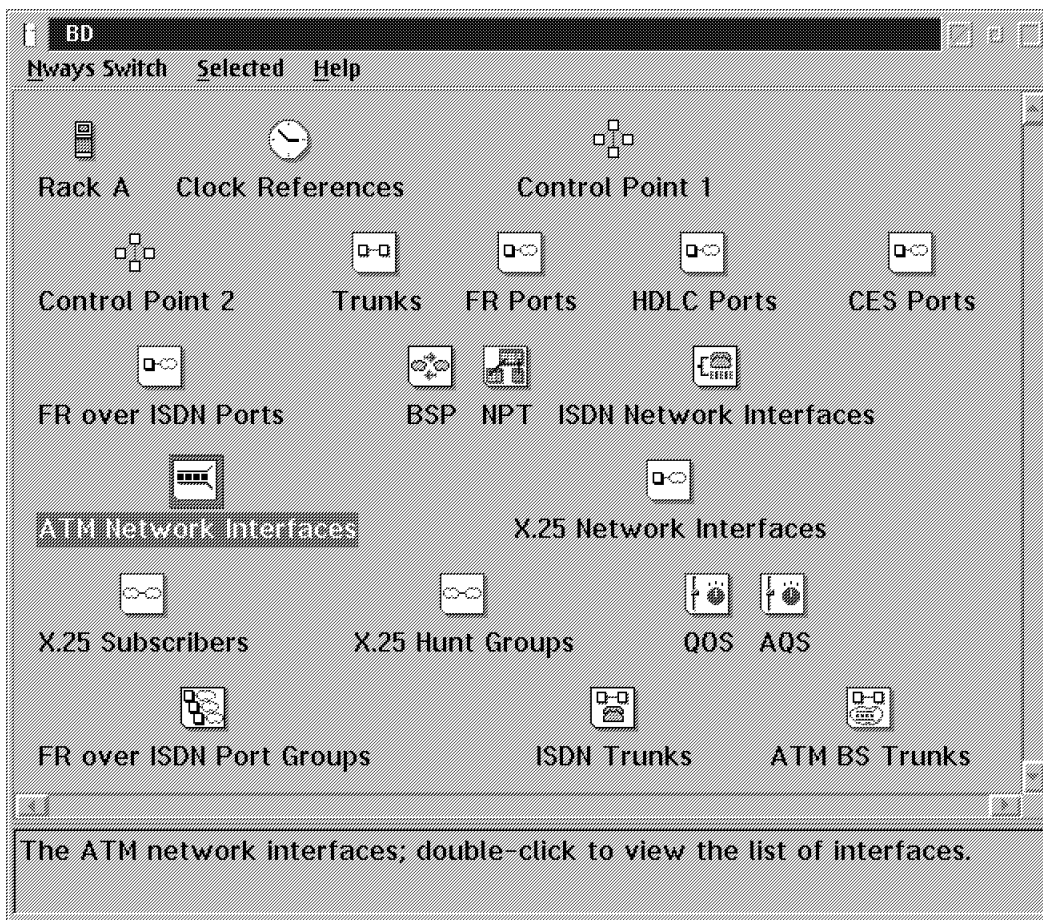 BD
Nways Switch Selected Help
Rack A Clock References Control Point 1
Control Point 2 Trunks FR Ports HDLC Ports CES Ports
FR over ISDN Ports BSP NPT ISDN Network Interfaces
ATM Network Interfaces X.25 Network Interfaces
X.25 Subscribers X.25 Hunt Groups QOS AQS
FR over ISDN Port Groups ISDN Trunks ATM BS Trunks
The ATM network interfaces; double-click to view the list of interfaces.